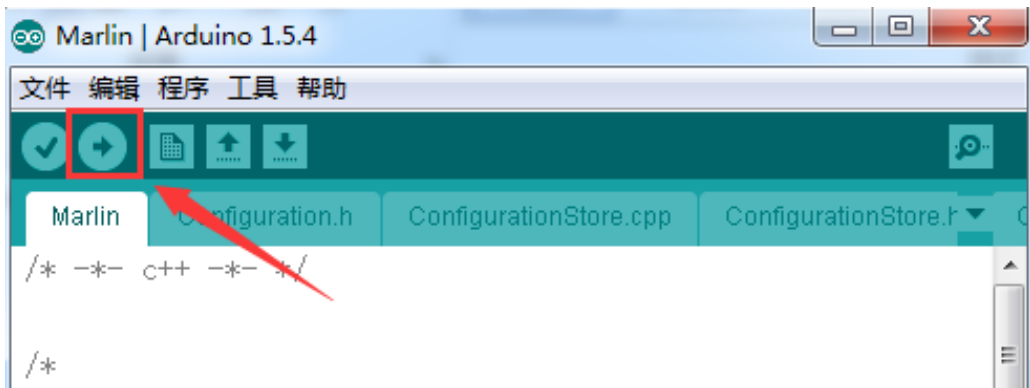 Marlin | Arduino 1.5.4
文件 编辑 程序 工具 帮助
Marlin Configuration.h ConfigurationStore.cpp ConfigurationStore.h
/* -*- c++ -*- */
/*